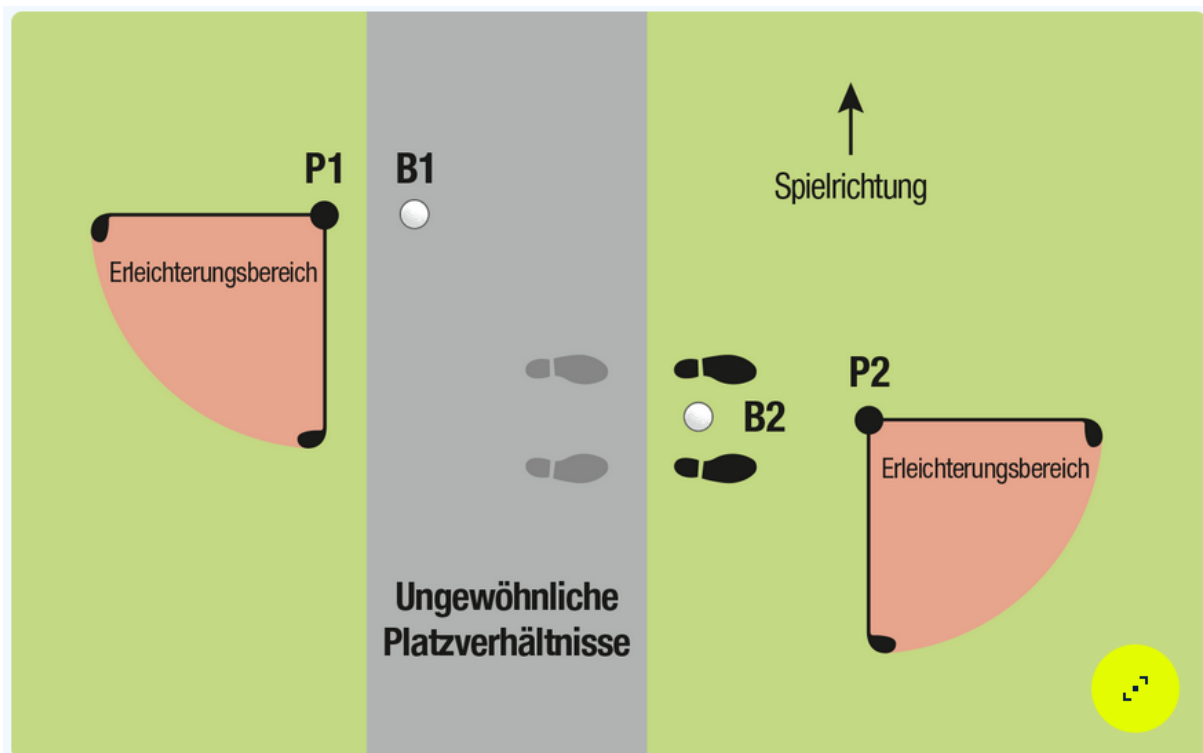 P1
B1
Spielrichtung
Erleichterungsbereich
P2
B2
Erleichterungsbereich
Ungewöhnliche
Platzverhältnisse